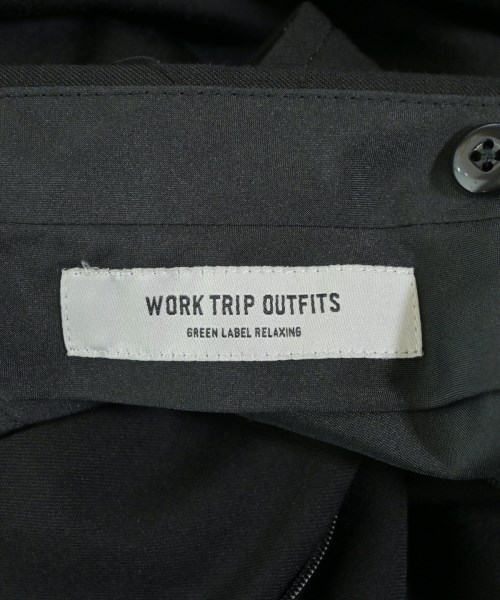 WORK TRIP OUTFITS
GREEN LABEL RELAXING